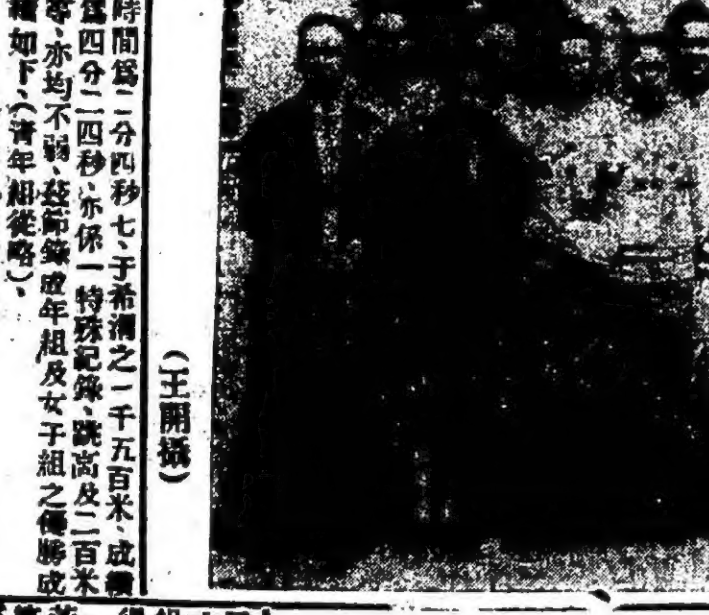 （王開攝）
時間爲二分四秒七、于希渭之一千五百米、成績
爲四分二四秒、亦係一特殊記錄、跳高及二百米
等、亦均不弱、茲節錄成年組及女子組之優勝成
績如下、（青年組從略）、